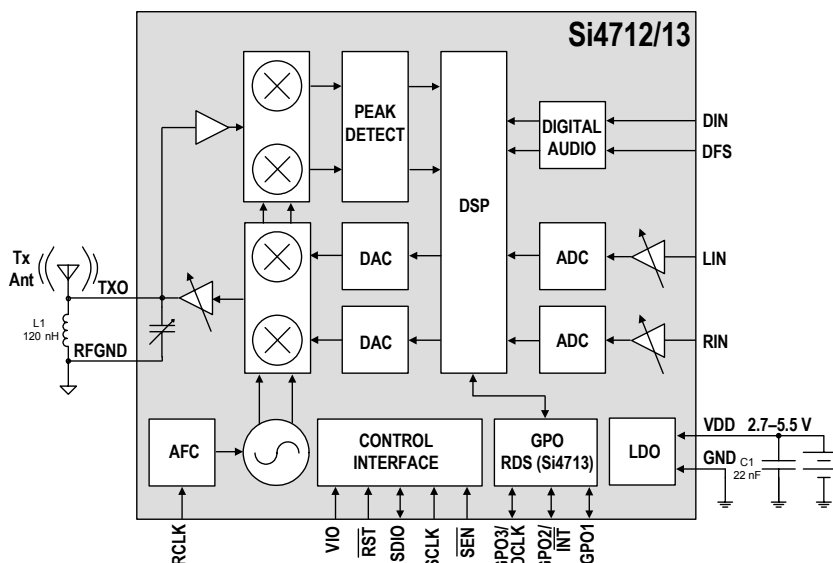 Si4712/13
PEAK
DETECT
DSP
DIGITAL
AUDIO
DIN
DFS
DAC
ADC
LIN
Tx
Ant
TXO
L1
120 nH
RFGND
DAC
ADC
RIN
AFC
CONTROL
INTERFACE
GPO
RDS (Si4713)
LDO
VDD 2.7–5.5 V
GND
C1
22 nF
RCLK
VIO
RST
SDIO
SCLK
SEN
GPO3/
DCLK
GPO2/
INT
GPO1